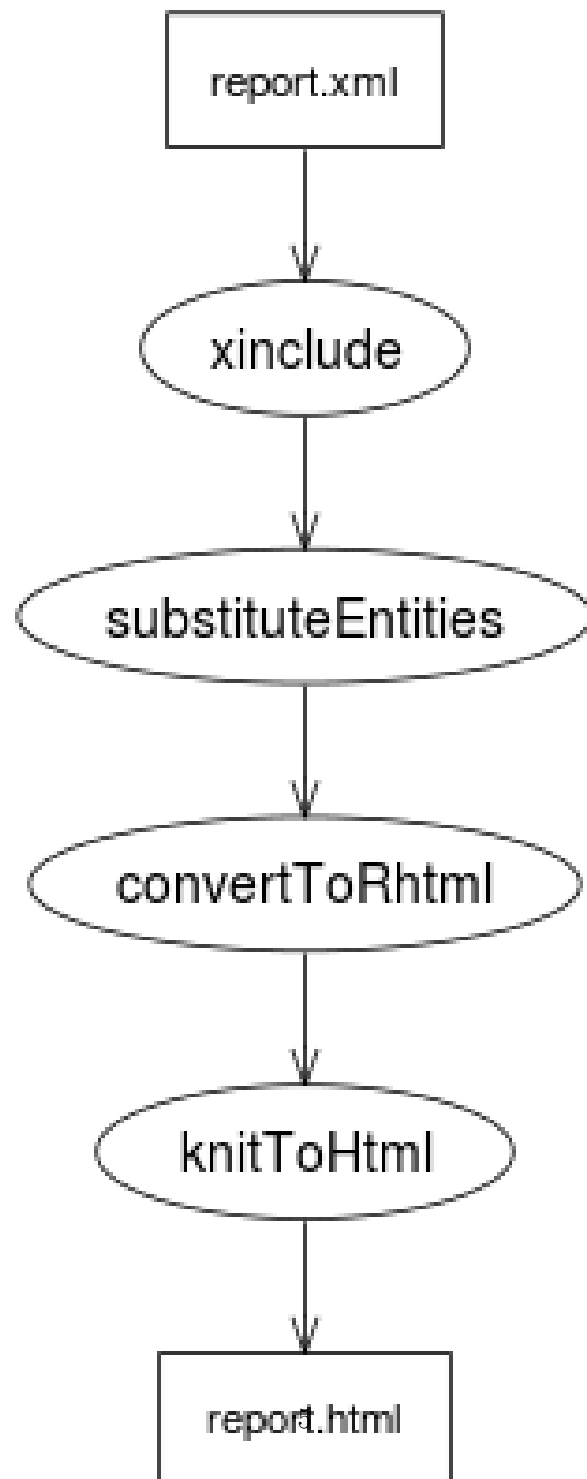 report.xml
xinclude
substituteEntities
convertToRhtml
knitToHtml
report.html